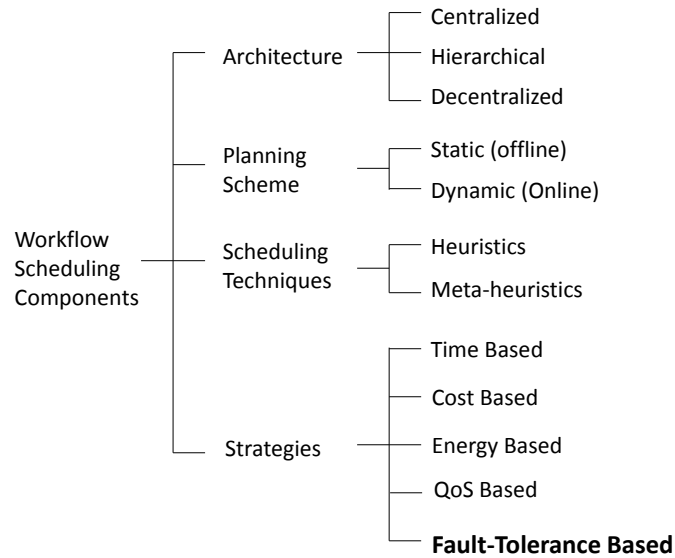 Workflow
Scheduling
Components
Architecture
Centralized
Hierarchical
Decentralized
Planning
Scheme
Static (offline)
Dynamic (Online)
Scheduling
Techniques
Heuristics
Meta-heuristics
Strategies
Time Based
Cost Based
Energy Based
QoS Based
Fault-Tolerance Based